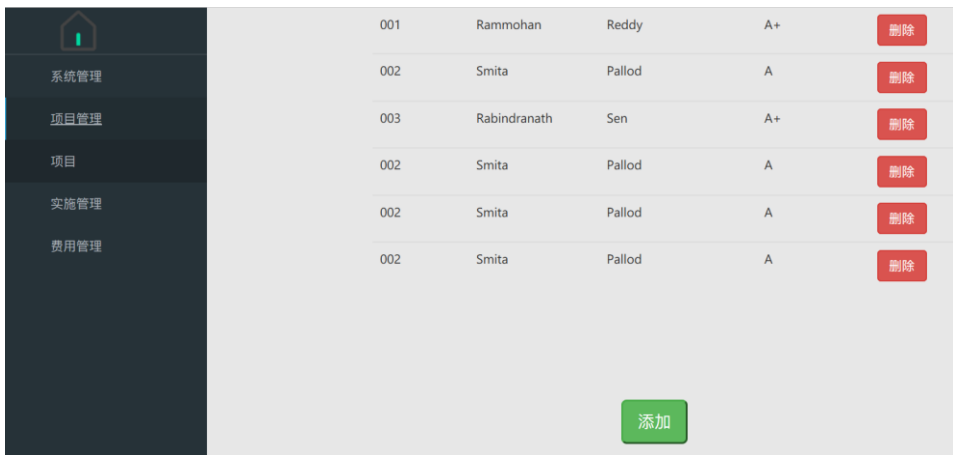 系统管理
项目管理
项目
实施管理
费用管理
001 Rammohan Reddy A+ 删除
002 Smita Pallod A 删除
003 Rabindranath Sen A+ 删除
002 Smita Pallod A 删除
002 Smita Pallod A 删除
002 Smita Pallod A 删除
添加